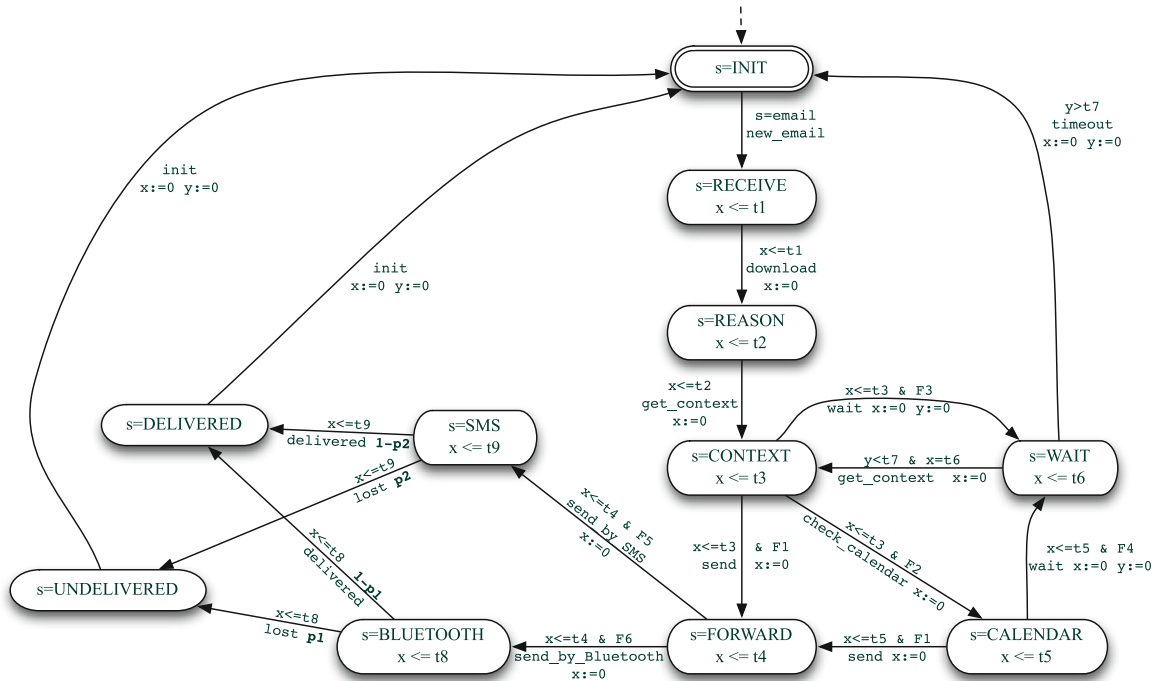 s=INIT
s=email
new_email
y>t7
timeout
x:=0 y:=0
init
x:=0 y:=0
s=RECEIVE
x <= t1
x<=t1
download
x:=0
init
x:=0 y:=0
s=REASON
x <= t2
x<=t2
get_context
x:=0
x<=t3 & F3
wait x:=0 y:=0
s=DELIVERED
x<=t9
delivered 1-p2
s=SMS
x <= t9
s=CONTEXT
x <= t3
y<t7 & x=t6
get_context x:=0
s=WAIT
x <= t6
x<=t9
lost p2
x<=t4 & F5
send_by_SMS
x:=0
x<=t3 & F1
send x:=0
x<=t3 & F2
check_calendar x:=0
x<=t5 & F4
wait x:=0 y:=0
x<=t8 1-p1
delivered
s=UNDELIVERED
x<=t8
lost p1
s=BLUETOOTH
x <= t8
x<=t4 & F6
send_by_Bluetooth
x:=0
s=FORWARD
x <= t4
x<=t5 & F1
send x:=0
s=CALENDAR
x <= t5